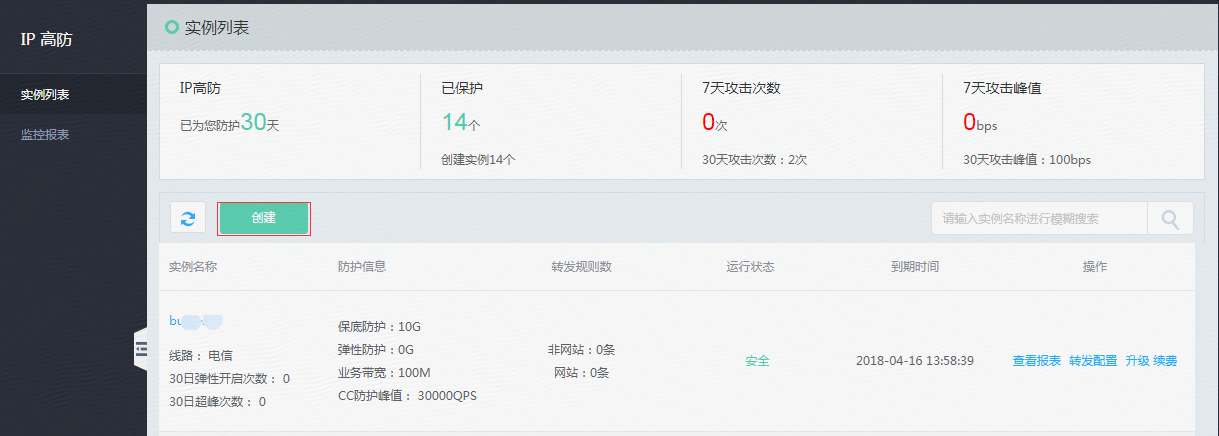 IP 高防
实例列表
监控报表
实例列表
IP高防
已为您防护30天
已保护
14个
创建实例14个
7天攻击次数
0次
30天攻击次数：2次
7天攻击峰值
0bps
30天攻击峰值：100bps
创建
请输入实例名称进行模糊搜索
实例名称 防护信息 转发规则数 运行状态 到期时间 操作
线路： 电信
30日弹性开启次数： 0
30日超峰次数： 0
保底防护：10G
弹性防护：0G
业务带宽：100M
CC防护峰值： 30000QPS
非网站：0条
网站：0条
安全
2018-04-16 13:58:39
查看报表 转发配置 升级 续费